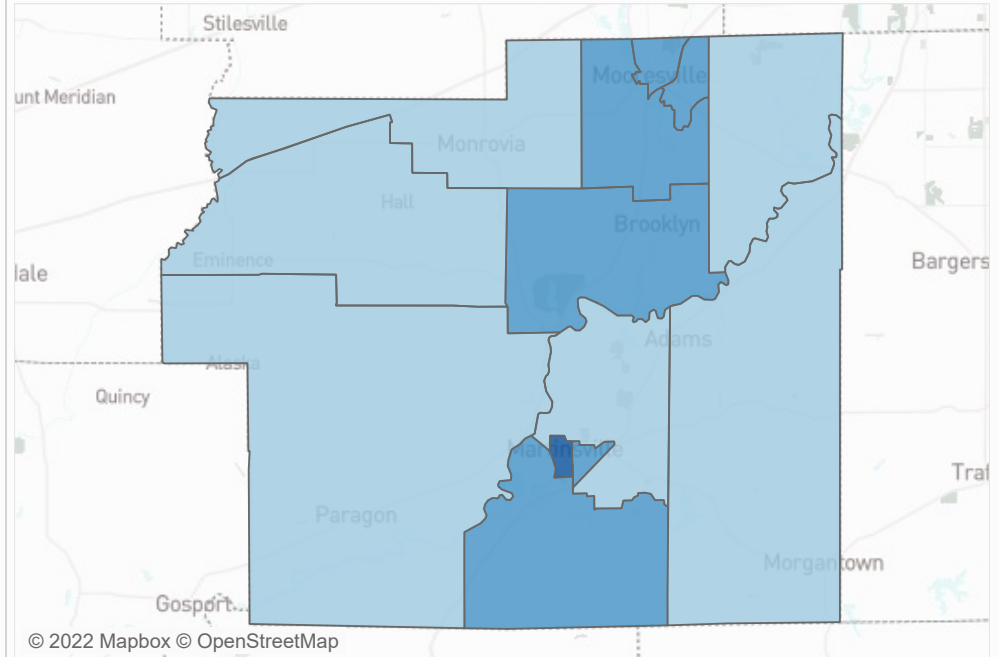 Stilesville
Mooresville
unt Meridian
Monrovia
Hall
Brooklyn
Eminence
dale
Bargers
Adams
Alaska
Quincy
Martinsville
Traf
Paragon
Morgantown
Gosport...
© 2022 Mapbox © OpenStreetMap